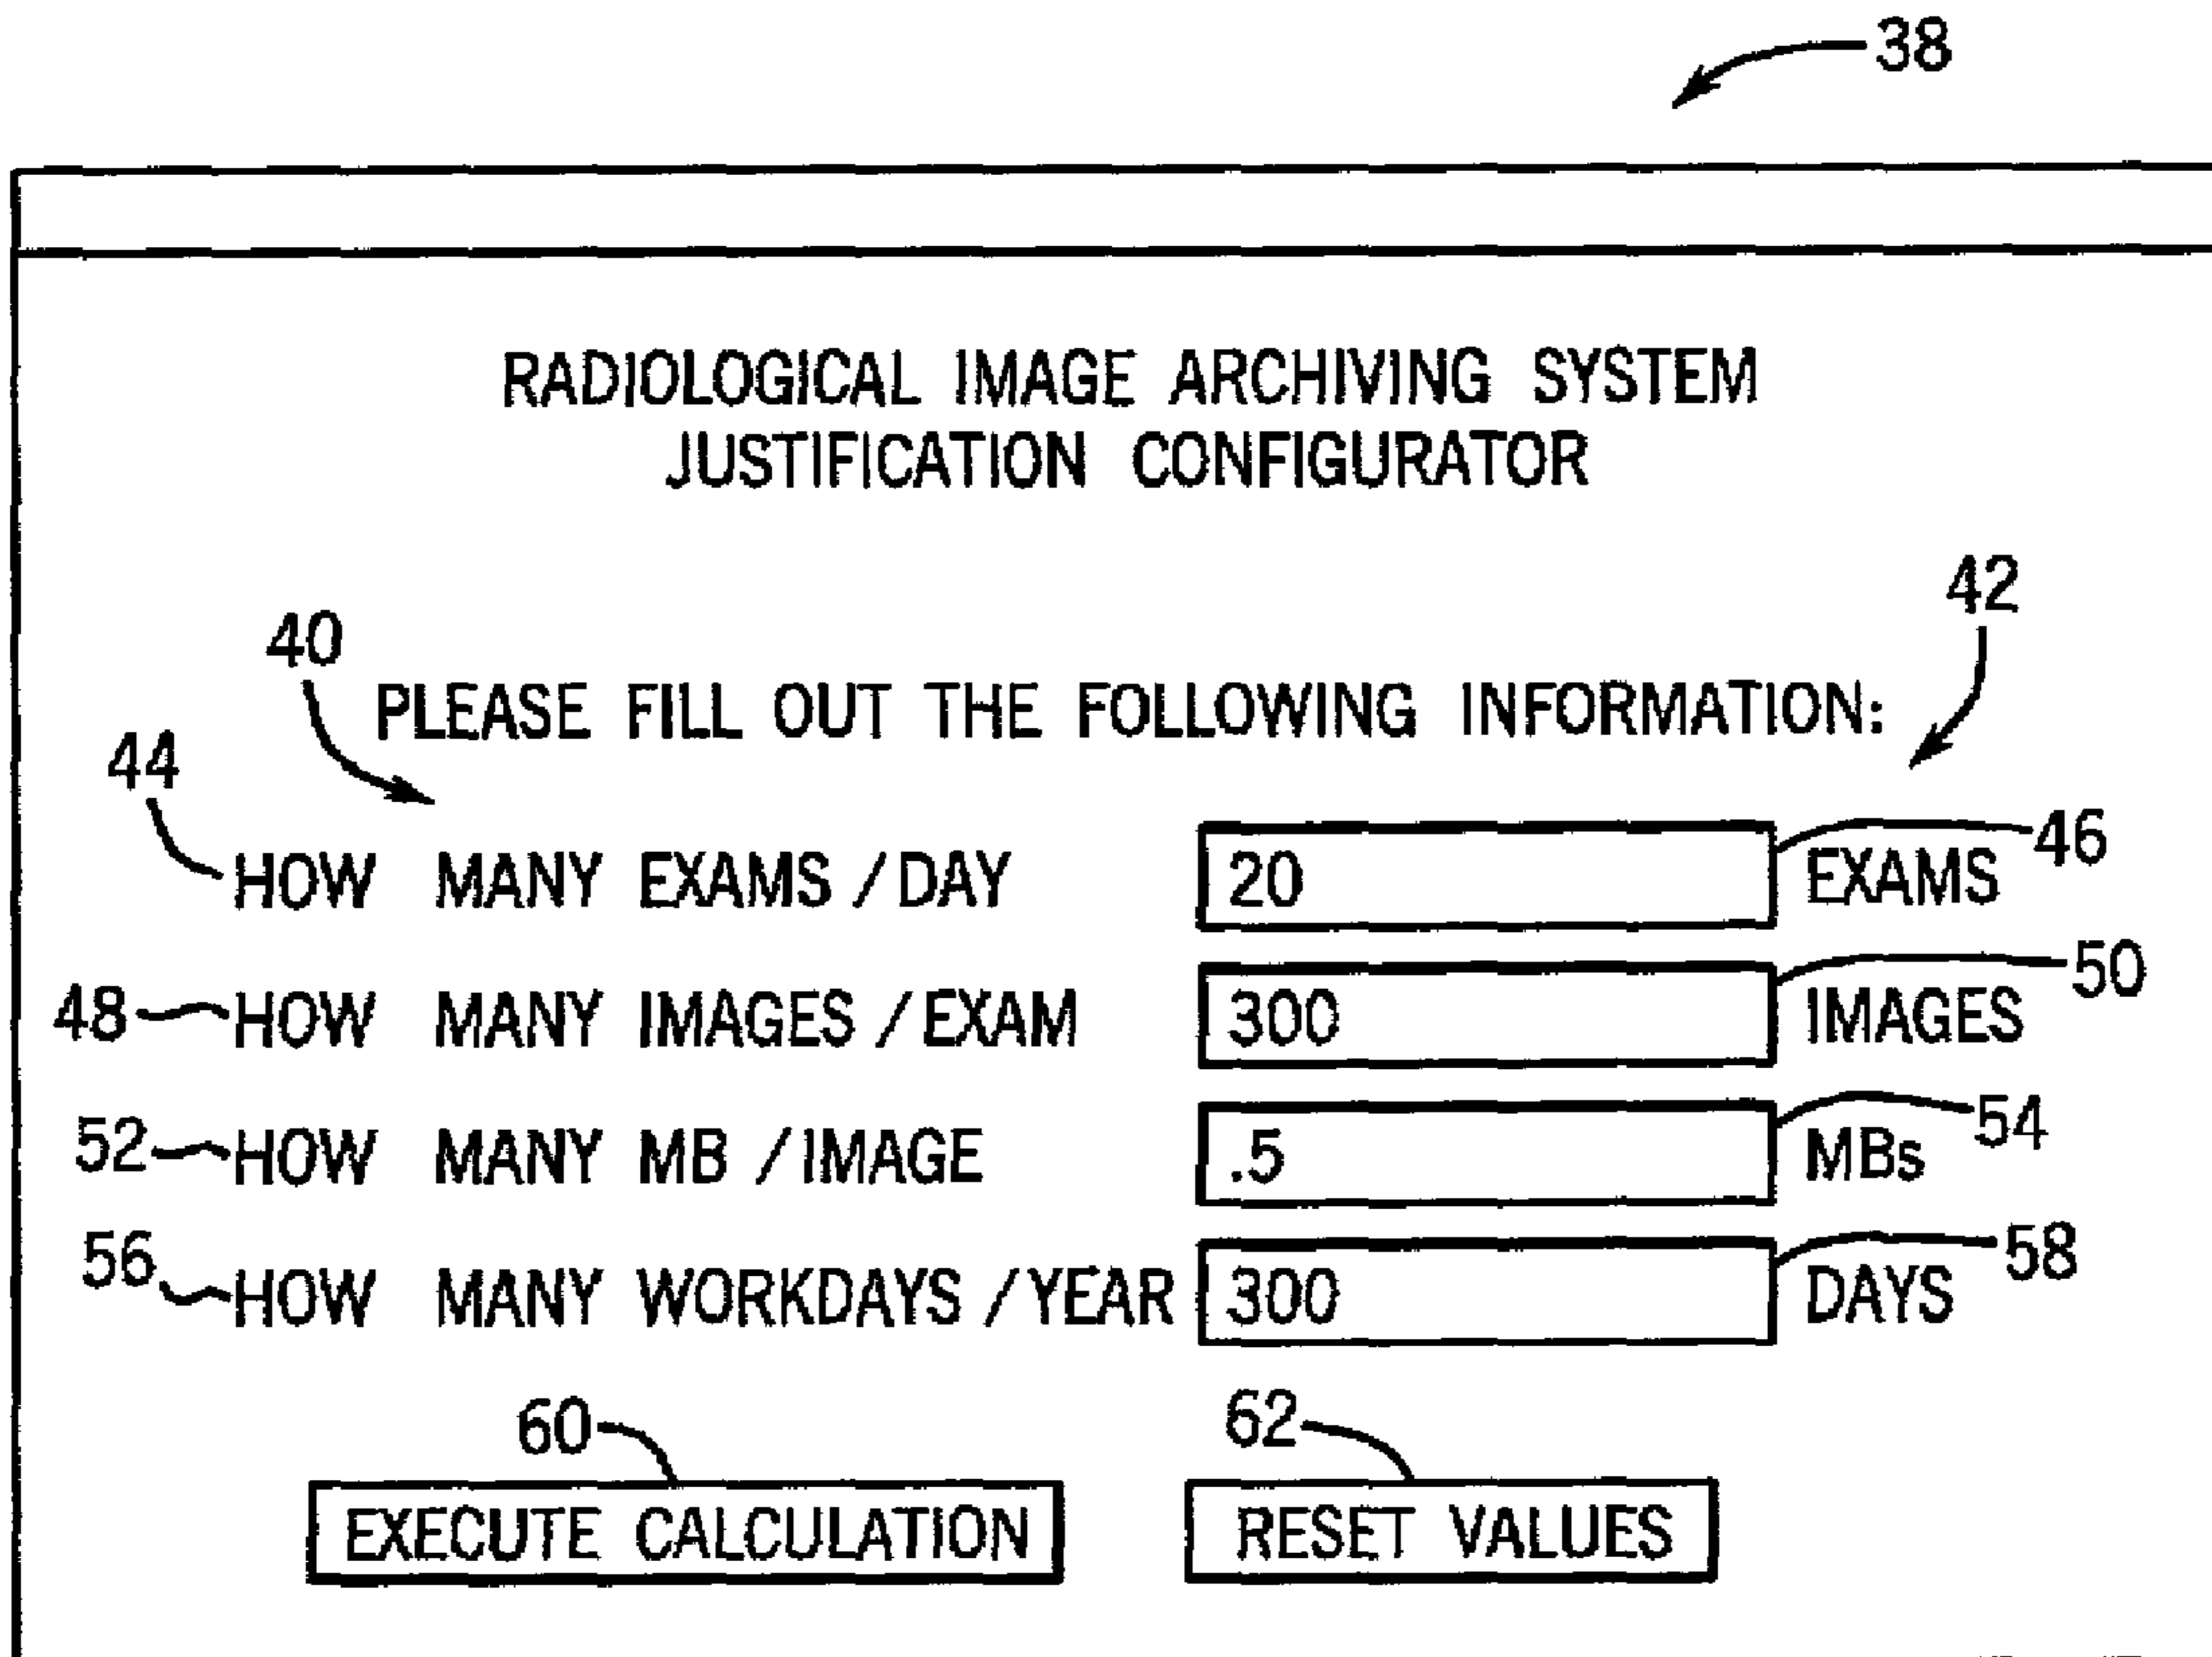 38
RADIOLOGICAL IMAGE ARCHIVING SYSTEM
JUSTIFICATION CONFIGURATOR
40
42
PLEASE FILL OUT THE FOLLOWING INFORMATION:
44 HOW MANY EXAMS /DAY 20 EXAMS 46
48 HOW MANY IMAGES /EXAM 300 IMAGES 50
52 HOW MANY MB /IMAGE .5 MBs 54
56 HOW MANY WORKDAYS /YEAR 300 DAYS 58
60 62
EXECUTE CALCULATION RESET VALUES